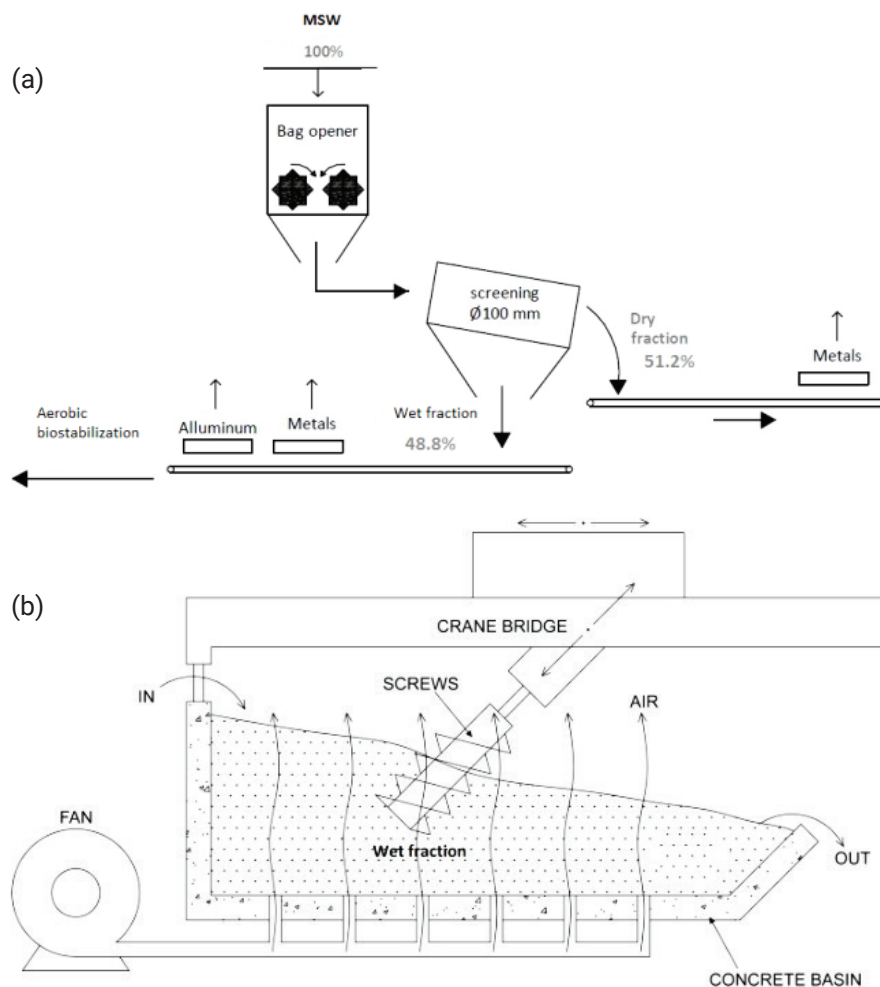 MSW
100%
(a)
Bag opener
screening
Ø100 mm
Dry
fraction
51.2%
Metals
Aerobic
biostabilization
Alluminum
Metals
Wet fraction
48.8%
(b)
CRANE BRIDGE
IN
SCREWS
AIR
FAN
Wet fraction
OUT
CONCRETE BASIN